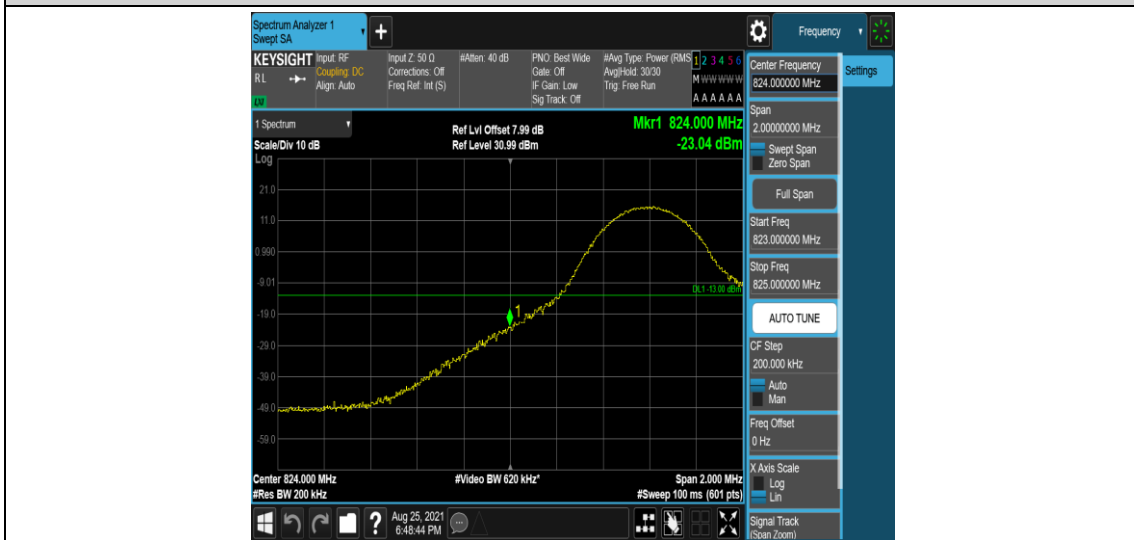 Spectrum Analyzer 1
Swept SA
Frequency
KEYSIGHT
RL
LXI
Input: RF
Coupling: DC
Align: Auto
Input Z: 50 Ω
Corrections: Off
Freq Ref: Int (S)
#Atten: 40 dB
PNO: Best Wide
Gate: Off
IF Gain: Low
Sig Track: Off
#Avg Type: Power (RMS
Avg|Hold: 30/30
Trig: Free Run
1 2 3 4 5 6
M W W W W W
A A A A A A
1 Spectrum
Scale/Div 10 dB
Ref Lvl Offset 7.99 dB
Ref Level 30.99 dBm
Mkr1 824.000 MHz
-23.04 dBm
Log
21.0
11.0
0.990
-9.01
-19.0
-29.0
-39.0
-49.0
-59.0
DL1 -13.00 dBm
1
Center 824.000 MHz
#Video BW 620 kHz*
Span 2.000 MHz
#Res BW 200 kHz
#Sweep 100 ms (601 pts)
Aug 25, 2021
6:48:44 PM
Center Frequency
824.000000 MHz
Settings
Span
2.00000000 MHz
Swept Span
Zero Span
Full Span
Start Freq
823.000000 MHz
Stop Freq
825.000000 MHz
AUTO TUNE
CF Step
200.000 kHz
Auto
Man
Freq Offset
0 Hz
X Axis Scale
Log
Lin
Signal Track
(Span Zoom)